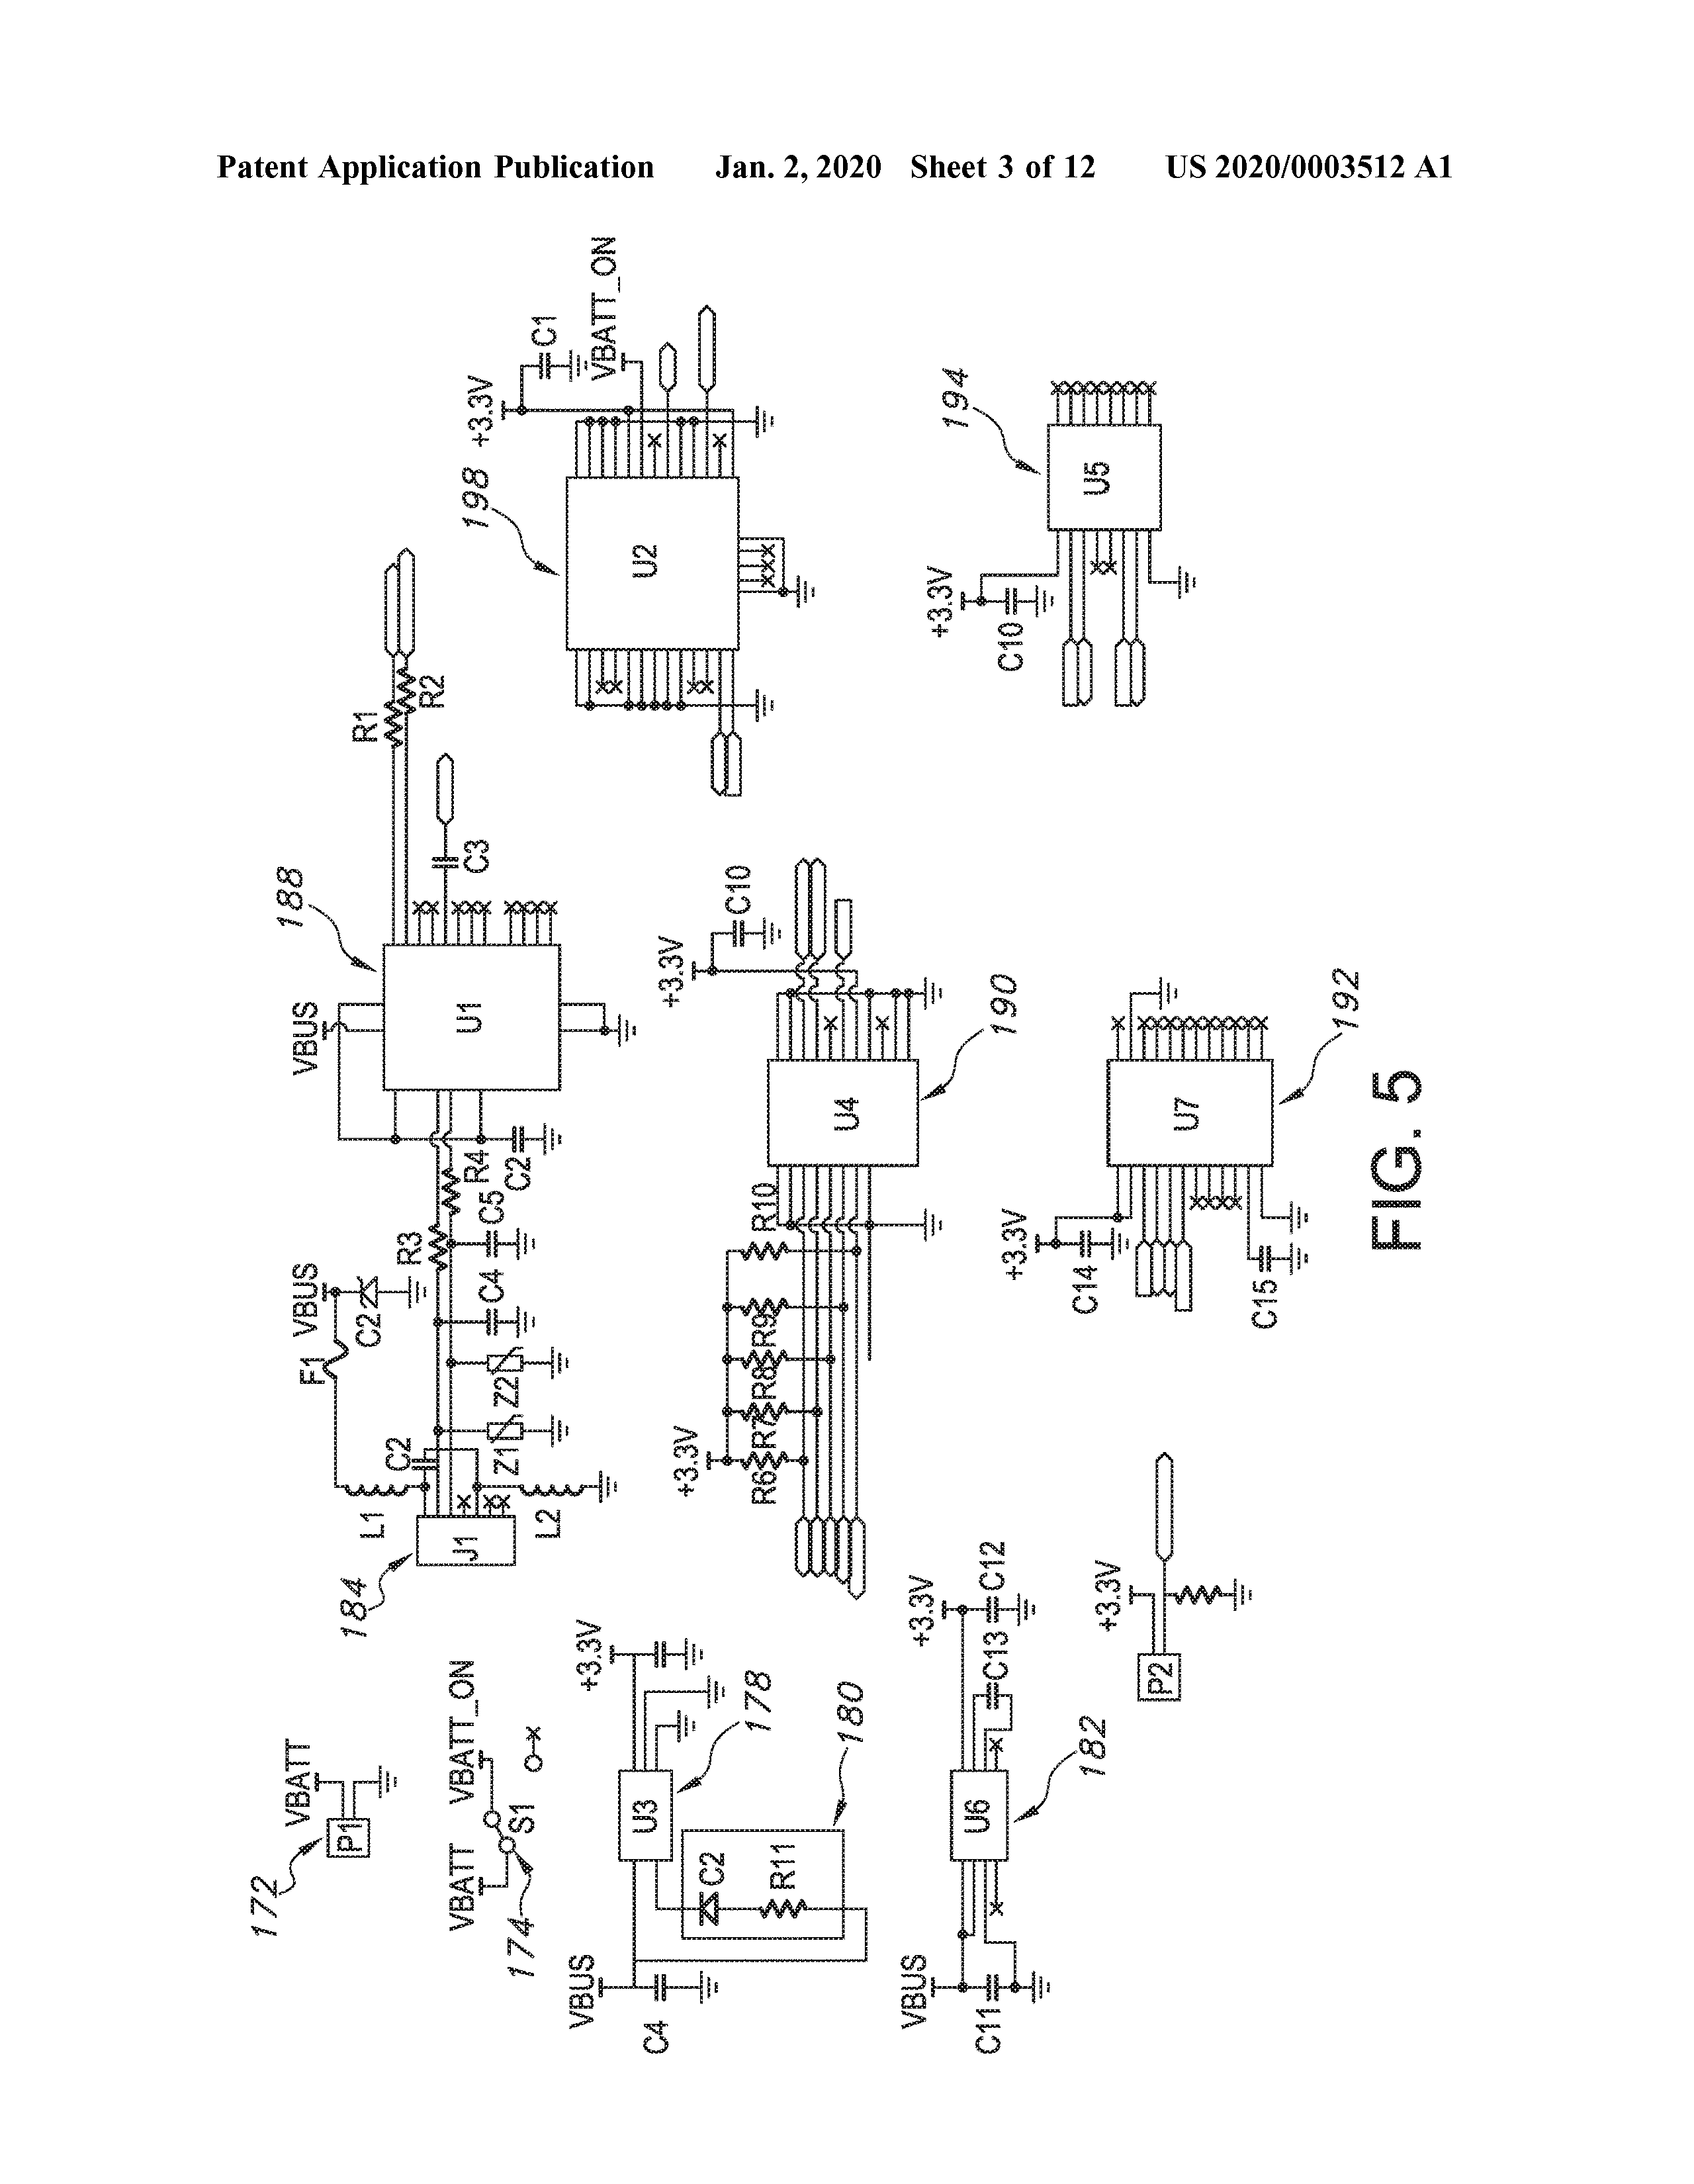 Patent Application Publication Jan. 2, 2020 Sheet 3 of 12 US 2020/0003512 A1
172
P1
VBATT
174
VBATT
S1
VBATT_ON
184
J1
L1
L2
C2
F1
VBUS
C2
Z1
Z2
C4
C5
R3
R4
C2
VBUS
188
U1
C3
R1
R2
198
U2
+3.3V
C1
VBATT_ON
VBUS
C4
U3
178
+3.3V
180
C2
R11
+3.3V
R6
R7
R8
R9
R10
U4
190
+3.3V
C10
194
U5
+3.3V
C10
VBUS
C11
U6
182
+3.3V
C12
C13
P2
+3.3V
+3.3V
C14
C15
U7
192
FIG. 5